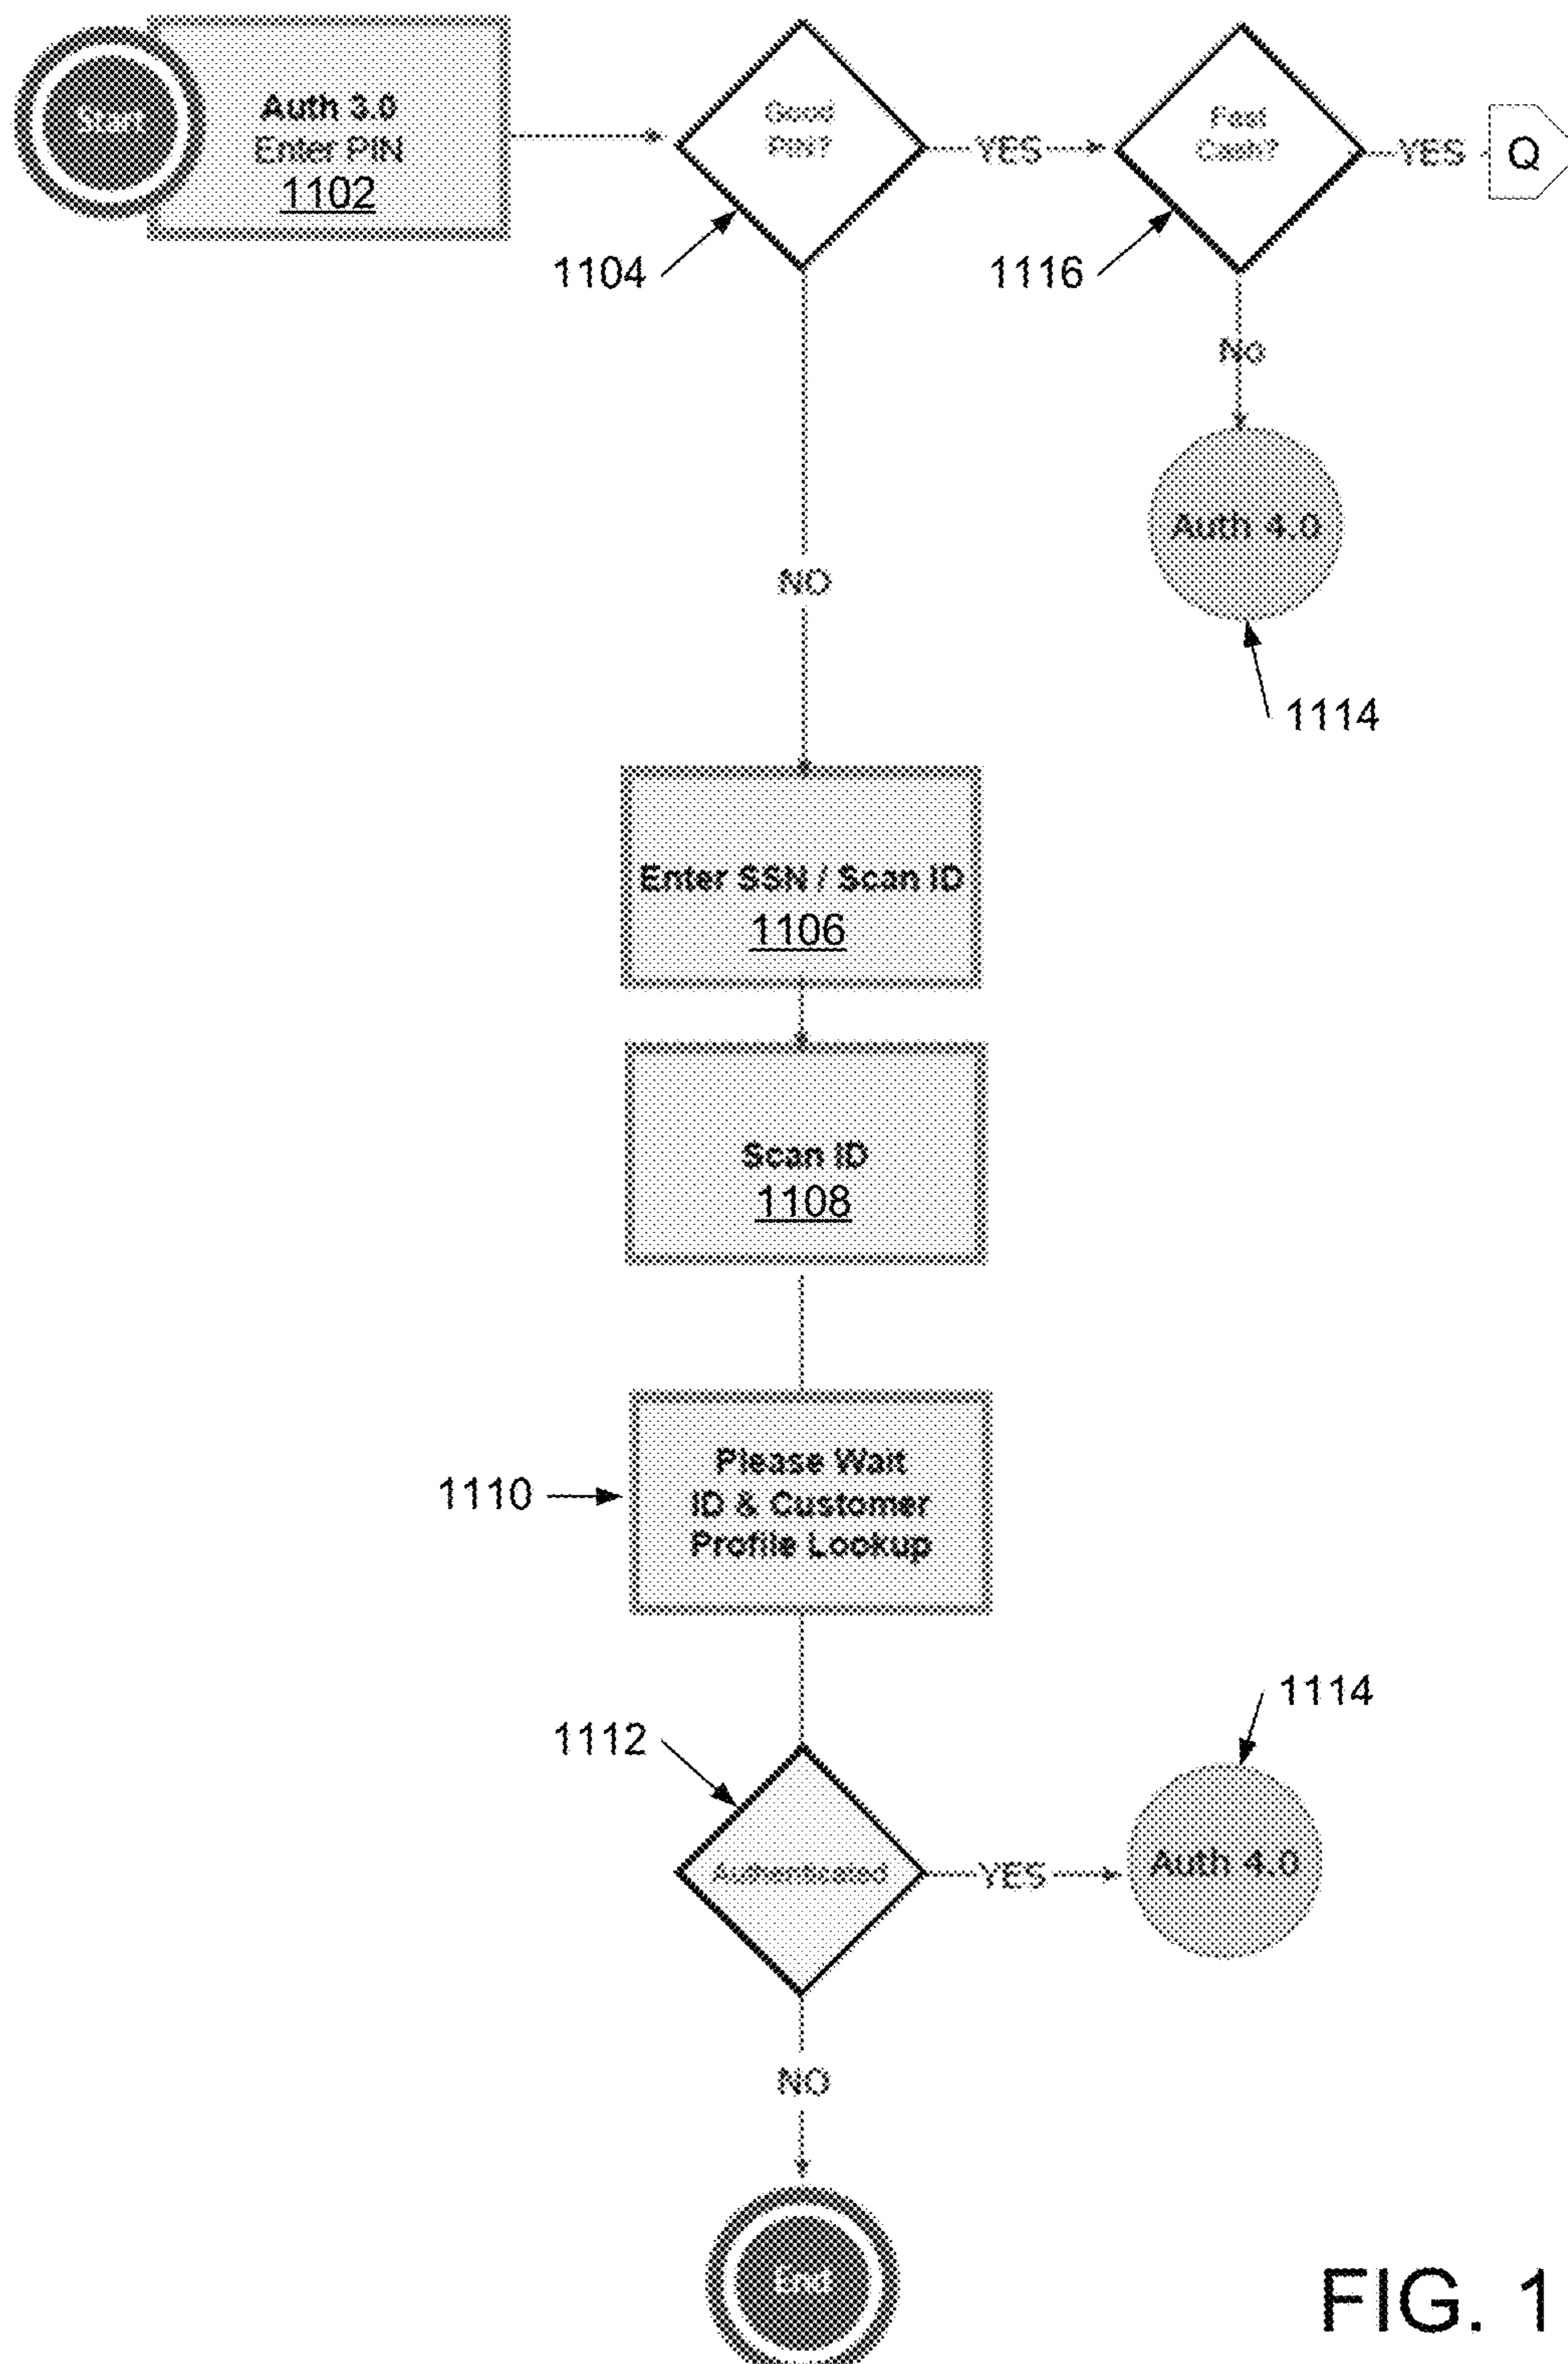 Start
Auth 3.0
Enter PIN
1102
Good
PIN?
1104
YES
Fast
Cash?
1116
YES
Q
No
Auth 4.0
1114
NO
Enter SSN / Scan ID
1106
Scan ID
1108
1110
Please Wait
ID & Customer
Profile Lookup
1112
Authenticated
YES
1114
Auth 4.0
NO
End
FIG. 1